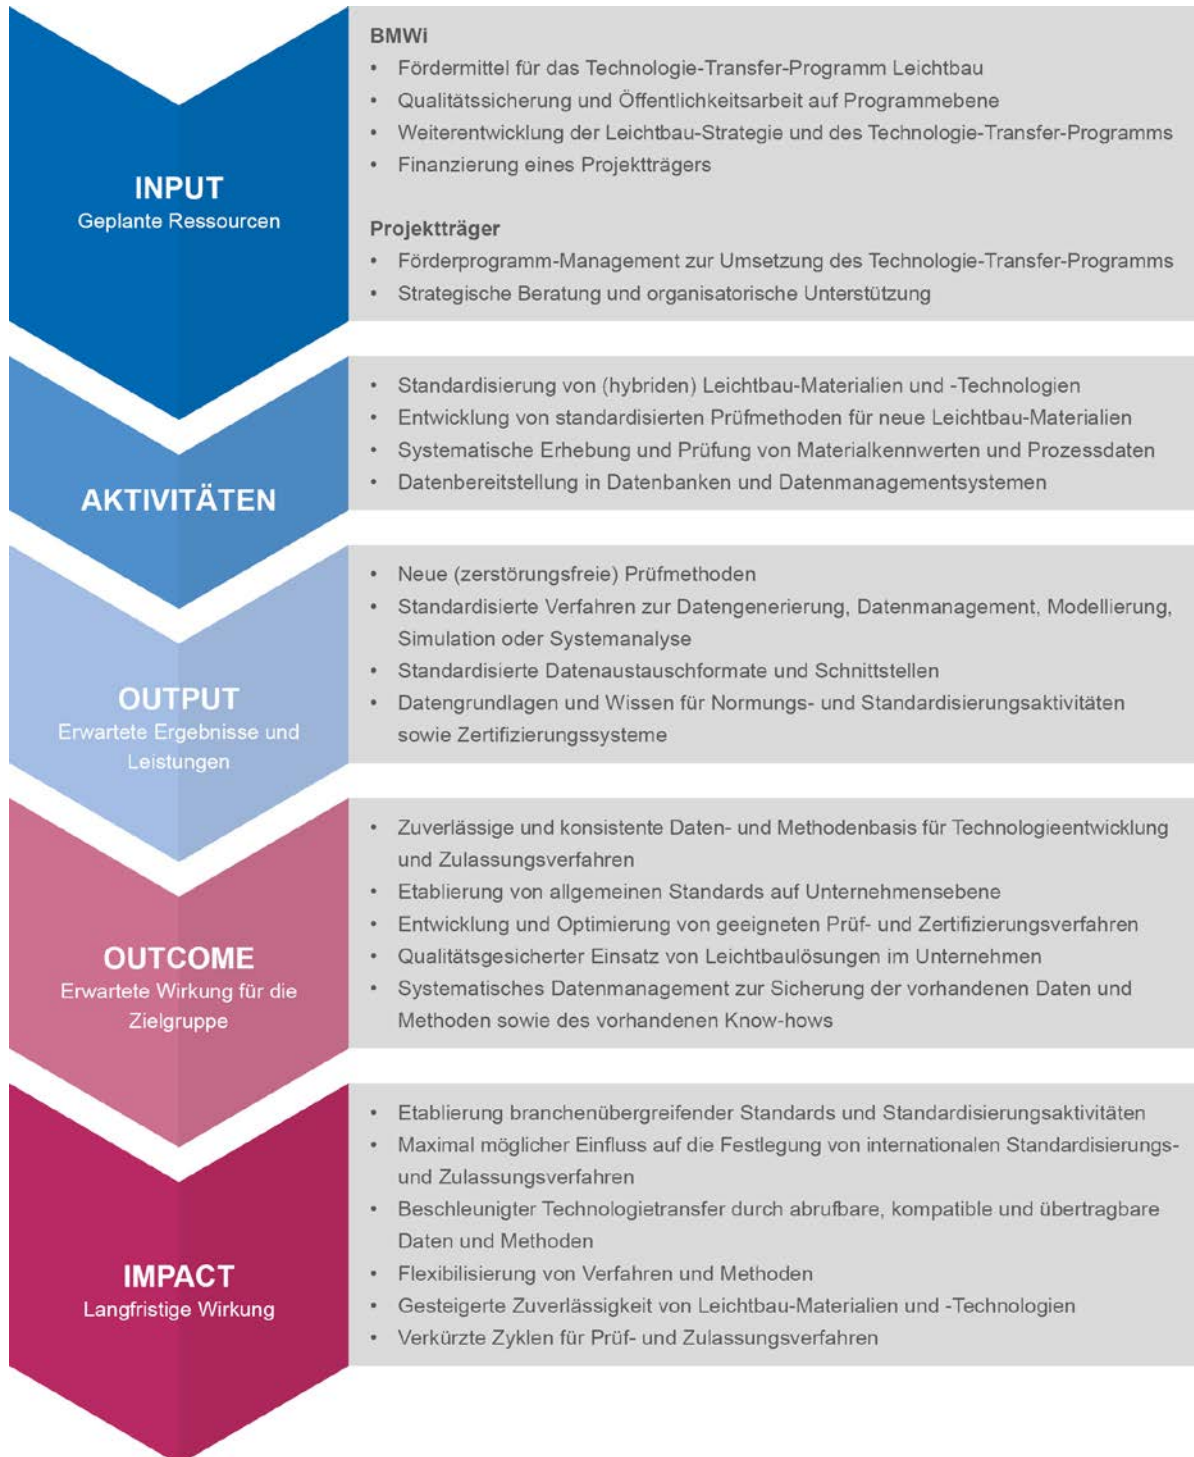 INPUT
Geplante Ressourcen
BMWi
• Fördermittel für das Technologie-Transfer-Programm Leichtbau
• Qualitätssicherung und Öffentlichkeitsarbeit auf Programmebene
• Weiterentwicklung der Leichtbau-Strategie und des Technologie-Transfer-Programms
• Finanzierung eines Projektträgers
Projektträger
• Förderprogramm-Management zur Umsetzung des Technologie-Transfer-Programms
• Strategische Beratung und organisatorische Unterstützung
AKTIVITÄTEN
• Standardisierung von (hybriden) Leichtbau-Materialien und -Technologien
• Entwicklung von standardisierten Prüfmethoden für neue Leichtbau-Materialien
• Systematische Erhebung und Prüfung von Materialkennwerten und Prozessdaten
• Datenbereitstellung in Datenbanken und Datenmanagementsystemen
OUTPUT
Erwartete Ergebnisse und
Leistungen
• Neue (zerstörungsfreie) Prüfmethoden
• Standardisierte Verfahren zur Datengenerierung, Datenmanagement, Modellierung,
Simulation oder Systemanalyse
• Standardisierte Datenaustauschformate und Schnittstellen
• Datengrundlagen und Wissen für Normungs- und Standardisierungsaktivitäten
sowie Zertifizierungssysteme
OUTCOME
Erwartete Wirkung für die
Zielgruppe
• Zuverlässige und konsistente Daten- und Methodenbasis für Technologieentwicklung
und Zulassungsverfahren
• Etablierung von allgemeinen Standards auf Unternehmensebene
• Entwicklung und Optimierung von geeigneten Prüf- und Zertifizierungsverfahren
• Qualitätsgesicherter Einsatz von Leichtbaulösungen im Unternehmen
• Systematisches Datenmanagement zur Sicherung der vorhandenen Daten und
Methoden sowie des vorhandenen Know-hows
IMPACT
Langfristige Wirkung
• Etablierung branchenübergreifender Standards und Standardisierungsaktivitäten
• Maximal möglicher Einfluss auf die Festlegung von internationalen Standardisierungs-
und Zulassungsverfahren
• Beschleunigter Technologietransfer durch abrufbare, kompatible und übertragbare
Daten und Methoden
• Flexibilisierung von Verfahren und Methoden
• Gesteigerte Zuverlässigkeit von Leichtbau-Materialien und -Technologien
• Verkürzte Zyklen für Prüf- und Zulassungsverfahren